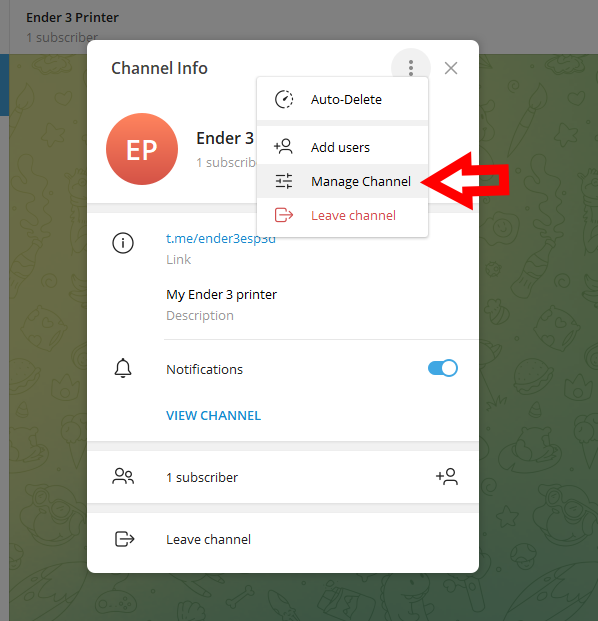 Ender 3 Printer
1 subscriber
Channel Info
Auto-Delete
EP
Ender 3
Add users
1 subscrib
Manage Channel
Leave channel
t.me/ender3esp3d
Link
My Ender 3 printer
Description
Notifications
VIEW CHANNEL
1 subscriber
Leave channel